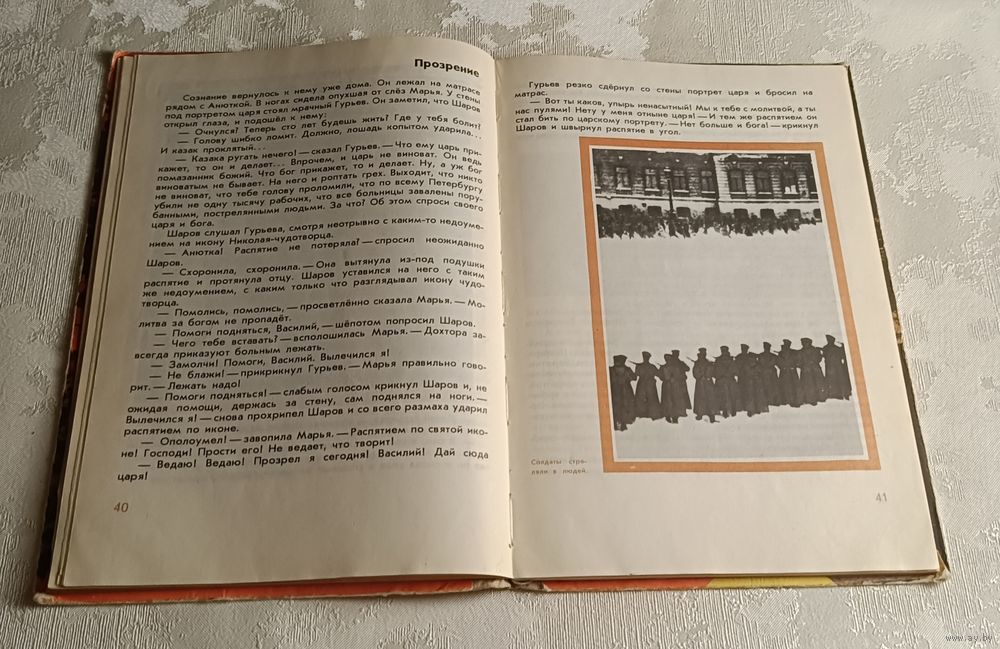 Прозрение
Сознание вернулось к нему уже дома. Он лежал на матрасе
рядом с Анюткой. В ногах сидела опухшая от слёз Марья. У стены
под портретом царя стоял мрачный Гурьев. Он заметил, что Шаров
открыл глаза, и подошёл к нему:
— Очнулся! Теперь сто лет будешь жить? Где у тебя болит?
— Голову шибко ломит. Должно, лошадь копытом ударила...
И казак проклятый...
— Казака ругать нечего! — сказал Гурьев. — Что ему царь при-
кажет, то он и делает... Впрочем, и царь не виноват. Он ведь
помазанник божий. Что бог прикажет, то и делает. Ну, а уж бог
виноватым не бывает. На него и роптать грех. Выходит, что никто
не виноват, что тебе голову проломили, что по всему Петербургу
убили не одну тысячу рабочих, что все больницы завалены пору-
банными, пострелянными людьми. За что! Об этом спроси своего
царя и бога.
Шаров слушал Гурьева, смотря неотрывно с каким-то недоуме-
нием на икону Николая-чудотворца.
— Анютка! Распятие не потеряла? — спросил неожиданно
Шаров.
— Схоронила, схоронила. — Она вытянула из-под подушки
распятие и протянула отцу. Шаров уставился на него с таким
же недоумением, с каким только что разглядывал икону чудо-
творца.
— Помолись, помолись, — просветлённо сказала Марья. — Мо-
литва за богом не пропадёт.
— Помоги подняться, Василий, — шёпотом попросил Шаров.
— Чего тебе вставать? — всполошилась Марья. — Дохтора за-
всегда приказуют больным лежать.
— Замолчи! Помоги, Василий. Вылечился я!
— Не блажи! — прикрикнул Гурьев. — Марья правильно гово-
рит. — Лежать надо!
— Помоги подняться! — слабым голосом крикнул Шаров и, не
ожидая помощи, держась за стену, сам поднялся на ноги. —
Вылечился я! — снова прохрипел Шаров и со всего размаха ударил
распятием по иконе.
— Ополоумел! — завопила Марья. — Распятием по святой ико-
не! Господи! Прости его! Не ведает, что творит!
— Ведаю! Ведаю! Прозрел я сегодня! Василий! Дай сюда
царя!
40
Гурьев резко сдёрнул со стены портрет царя и бросил на
матрас.
— Вот ты каков, упырь ненасытный! Мы к тебе с молитвой, а ты
нас пулями! Нету у меня отныне царя! — И тем же распятием он
стал бить по царскому портрету. — Нет больше и бога! — крикнул
Шаров и швырнул распятие в угол.
Солдаты стре-
ляли в людей.
41
www.ay.by